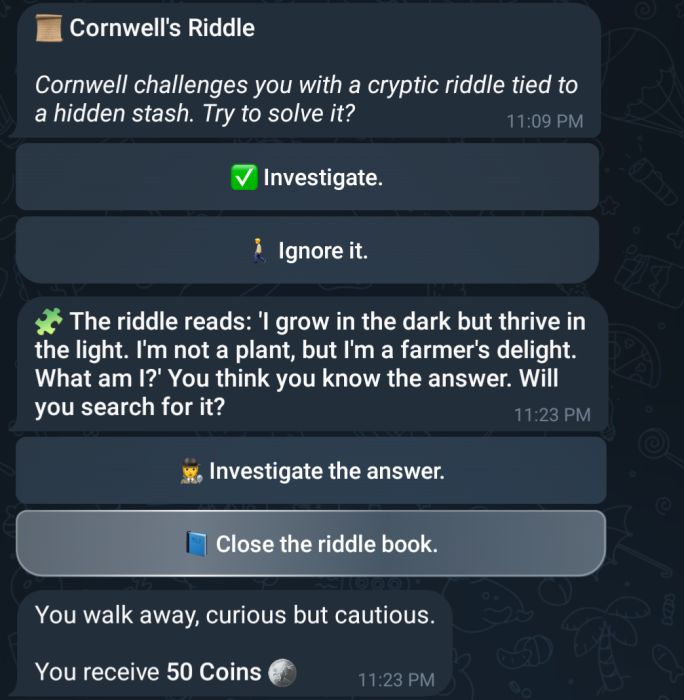 Cornwell's Riddle
Cornwell challenges you with a cryptic riddle tied to
a hidden stash. Try to solve it?
11:09 PM
Investigate.
Ignore it.
The riddle reads: 'I grow in the dark but thrive in
the light. I'm not a plant, but I'm a farmer's delight.
What am I?' You think you know the answer. Will
you search for it?
11:23 PM
Investigate the answer.
Close the riddle book.
You walk away, curious but cautious.
You receive 50 Coins
11:23 PM